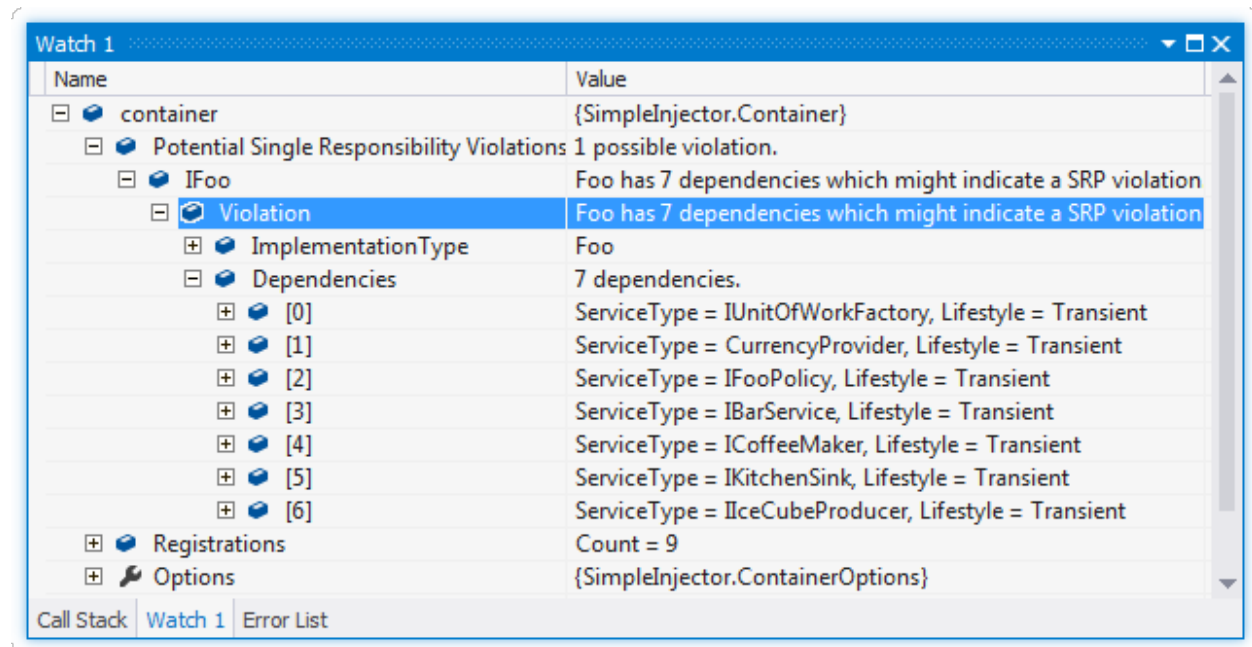 Watch 1
Name Value
container {SimpleInjector.Container}
Potential Single Responsibility Violations 1 possible violation.
IFoo Foo has 7 dependencies which might indicate a SRP violation
Violation Foo has 7 dependencies which might indicate a SRP violation
ImplementationType Foo
Dependencies 7 dependencies.
[0] ServiceType = IUnitOfWorkFactory, Lifestyle = Transient
[1] ServiceType = CurrencyProvider, Lifestyle = Transient
[2] ServiceType = IFooPolicy, Lifestyle = Transient
[3] ServiceType = IBarService, Lifestyle = Transient
[4] ServiceType = ICoffeeMaker, Lifestyle = Transient
[5] ServiceType = IKitchenSink, Lifestyle = Transient
[6] ServiceType = IIceCubeProducer, Lifestyle = Transient
Registrations Count = 9
Options {SimpleInjector.ContainerOptions}
Call Stack Watch 1 Error List